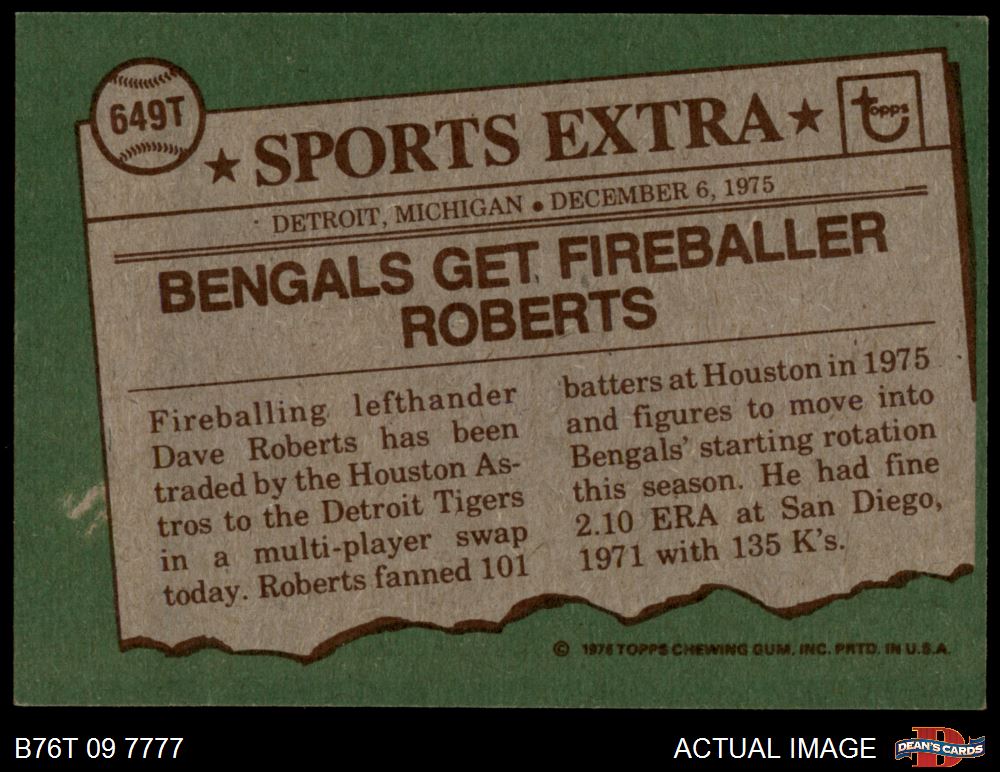 649T
★ SPORTS EXTRA ★
topps
DETROIT, MICHIGAN • DECEMBER 6, 1975
BENGALS GET FIREBALLER
ROBERTS
Fireballing lefthander
Dave Roberts has been
traded by the Houston As-
tros to the Detroit Tigers
in a multi-player swap
today. Roberts fanned 101
batters at Houston in 1975
and figures to move into
Bengals' starting rotation
this season. He had fine
2.10 ERA at San Diego,
1971 with 135 K's.
© 1976 TOPPS CHEWING GUM, INC. PRTD. IN U.S.A.
B76T 09 7777
ACTUAL IMAGE
D
DEAN'S CARDS